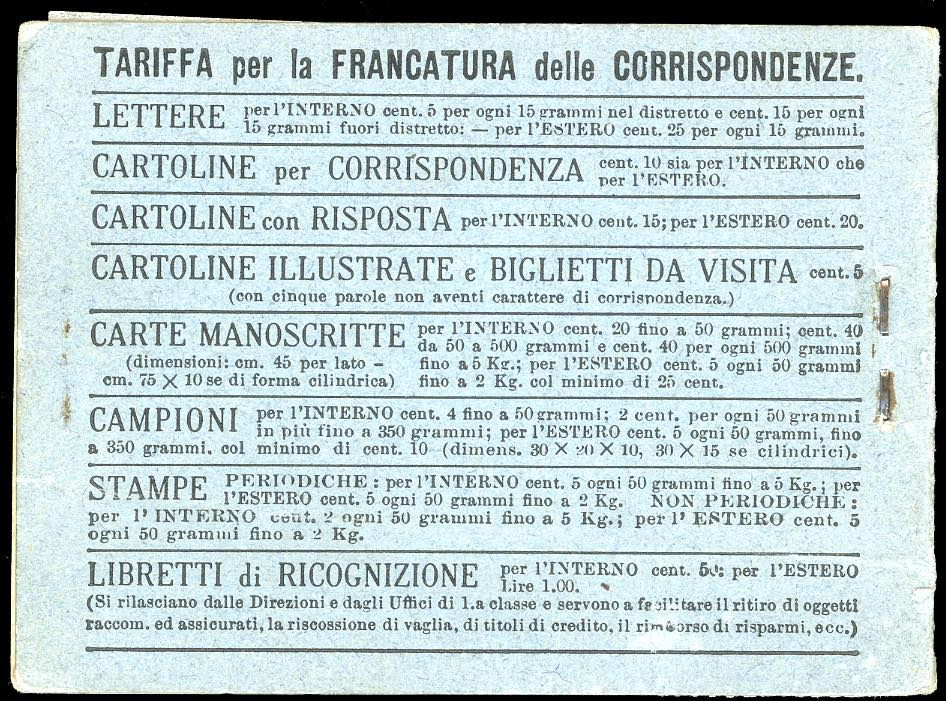 TARIFFA per la FRANCATURA delle CORRISPONDENZE.
LETTERE per l'INTERNO cent. 5 per ogni 15 grammi nel distretto e cent. 15 per ogni
15 grammi fuori distretto: — per l'ESTERO cent. 25 per ogni 15 grammi.
CARTOLINE per CORRISPONDENZA cent. 10 sia per l'INTERNO che
per l'ESTERO.
CARTOLINE con RISPOSTA per l'INTERNO cent. 15; per l'ESTERO cent. 20.
CARTOLINE ILLUSTRATE e BIGLIETTI DA VISITA cent. 5
(con cinque parole non aventi carattere di corrispondenza.)
CARTE MANOSCRITTE per l'INTERNO cent. 20 fino a 50 grammi; cent. 40
da 50 a 500 grammi e cent. 40 per ogni 500 grammi
(dimensioni: cm. 45 per lato – fino a 5 Kg.; per l'ESTERO cent. 5 ogni 50 grammi
cm. 75 × 10 se di forma cilindrica) fino a 2 Kg. col minimo di 25 cent.
CAMPIONI per l'INTERNO cent. 4 fino a 50 grammi; 2 cent. per ogni 50 grammi
in più fino a 350 grammi; per l'ESTERO cent. 5 ogni 50 grammi, fino
a 350 grammi. col minimo di cent. 10 (dimens. 30 × 20 × 10, 30 × 15 se cilindrici).
STAMPE PERIODICHE: per l'INTERNO cent. 5 ogni 50 grammi fino a 5 Kg.; per
l'ESTERO cent. 5 ogni 50 grammi fino a 2 Kg. NON PERIODICHE:
per l' INTERNO cent. 2 ogni 50 grammi fino a 5 Kg.; per l' ESTERO cent. 5
ogni 50 grammi fino a 2 Kg.
LIBRETTI di RICOGNIZIONE per l'INTERNO cent. 50: per l'ESTERO
Lire 1.00.
(Si rilasciano dalle Direzioni e dagli Uffici di 1.a classe e servono a facilitare il ritiro di oggetti
raccom. ed assicurati, la riscossione di vaglia, di titoli di credito, il rimborso di risparmi, ecc.)